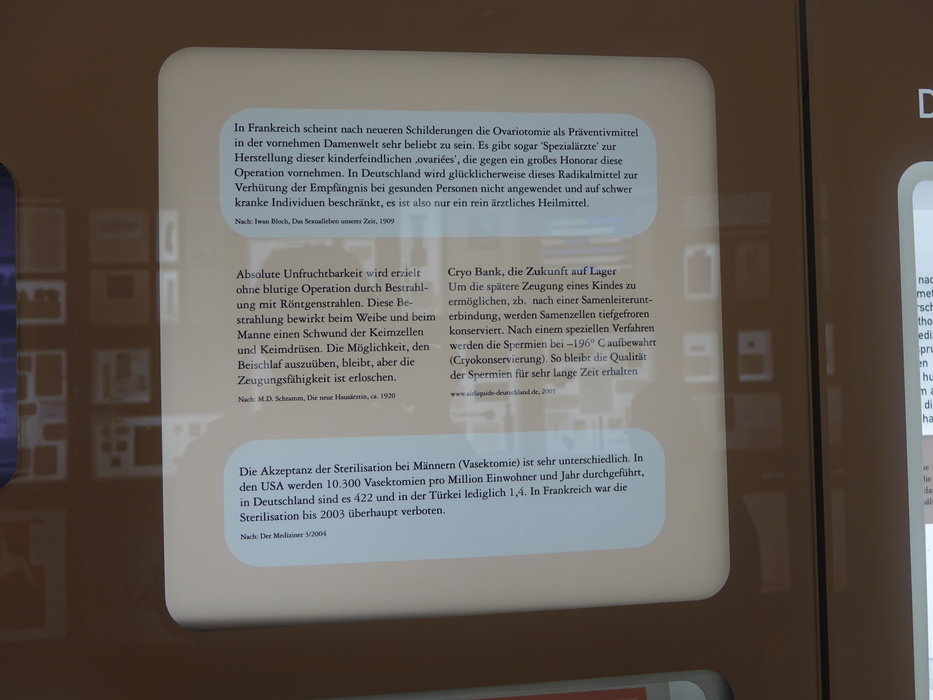 In Frankreich scheint nach neueren Schilderungen die Ovariotomie als Präventivmittel
in der vornehmen Damenwelt sehr beliebt zu sein. Es gibt sogar 'Spezialärzte' zur
Herstellung dieser kinderfeindlichen ‚ovariées', die gegen ein großes Honorar diese
Operation vornehmen. In Deutschland wird glücklicherweise dieses Radikalmittel zur
Verhütung der Empfängnis bei gesunden Personen nicht angewendet und auf schwer
kranke Individuen beschränkt, es ist also nur ein rein ärztliches Heilmittel.
Nach: Iwan Bloch, Das Sexualleben unserer Zeit, 1909
Absolute Unfruchtbarkeit wird erzielt
ohne blutige Operation durch Bestrahl-
ung mit Röntgenstrahlen. Diese Be-
strahlung bewirkt beim Weibe und beim
Manne einen Schwund der Keimzellen
und Keimdrüsen. Die Möglichkeit, den
Beischlaf auszuüben, bleibt, aber die
Zeugungsfähigkeit ist erloschen.
Nach: M.D. Schramm, Die neue Hausärztin, ca. 1920
Cryo Bank, die Zukunft auf Lager
Um die spätere Zeugung eines Kindes zu
ermöglichen, zb. nach einer Samenleiterunt-
erbindung, werden Samenzellen tiefgefroren
konserviert. Nach einem speziellen Verfahren
werden die Spermien bei –196° C aufbewahrt
(Cryokonservierung). So bleibt die Qualität
der Spermien für sehr lange Zeit erhalten
www.airliquide-deutschland.de, 2005
Die Akzeptanz der Sterilisation bei Männern (Vasektomie) ist sehr unterschiedlich. In
den USA werden 10.300 Vasektomien pro Million Einwohner und Jahr durchgeführt,
in Deutschland sind es 422 und in der Türkei lediglich 1,4. In Frankreich war die
Sterilisation bis 2003 überhaupt verboten.
Nach: Der Mediziner 3/2004